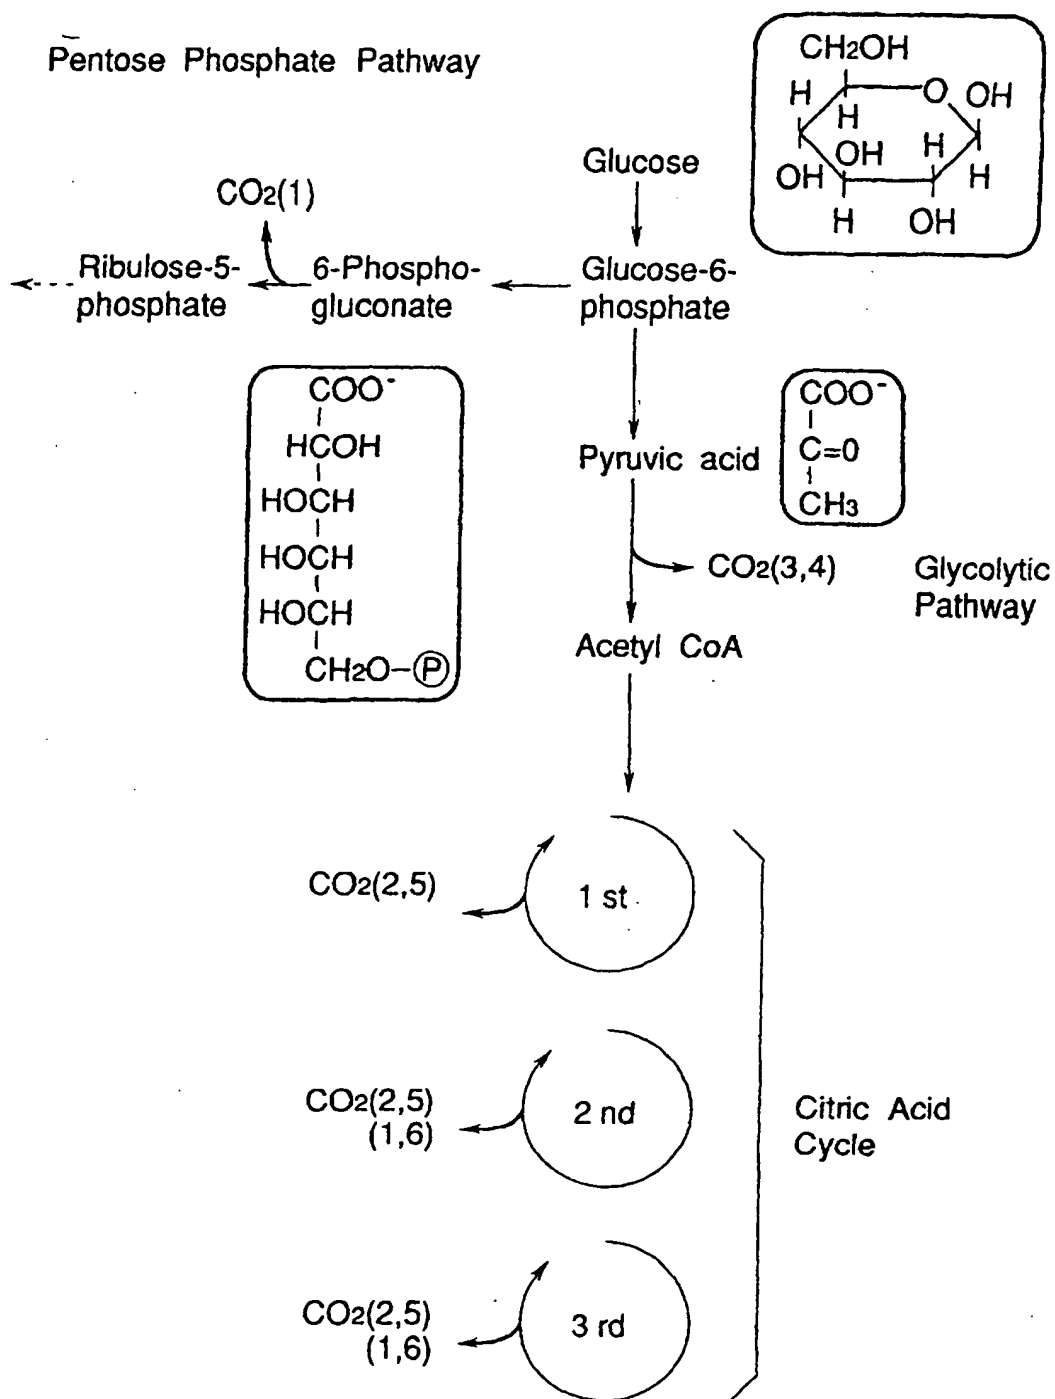 Pentose Phosphate Pathway
CH2OH
H
O
OH
H
OH
H
OH
H
H
OH
Glucose
CO2(1)
Ribulose-5-
phosphate
6-Phospho-
gluconate
Glucose-6-
phosphate
COO-
HCOH
HOCH
HOCH
HOCH
CH2O-P
COO-
C=0
CH3
Pyruvic acid
CO2(3,4)
Glycolytic
Pathway
Acetyl CoA
CO2(2,5)
1 st
CO2(2,5)
(1,6)
2 nd
Citric Acid
Cycle
CO2(2,5)
(1,6)
3 rd